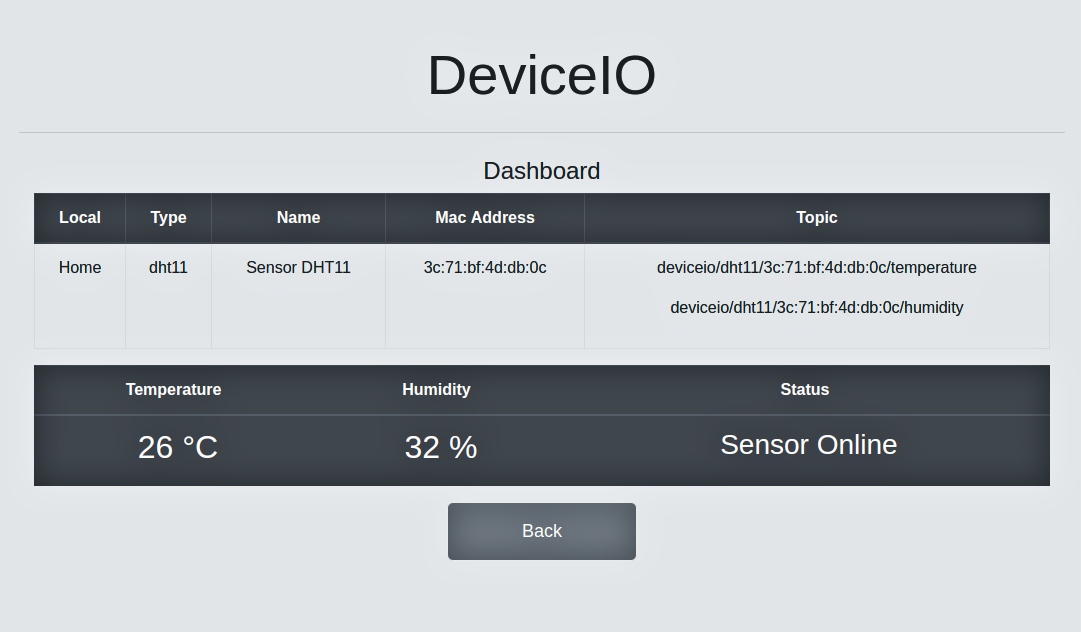 DeviceIO
Dashboard
Local Type Name Mac Address Topic
Home dht11 Sensor DHT11 3c:71:bf:4d:db:0c deviceio/dht11/3c:71:bf:4d:db:0c/temperature
deviceio/dht11/3c:71:bf:4d:db:0c/humidity
Temperature Humidity Status
26 °C 32 % Sensor Online
Back